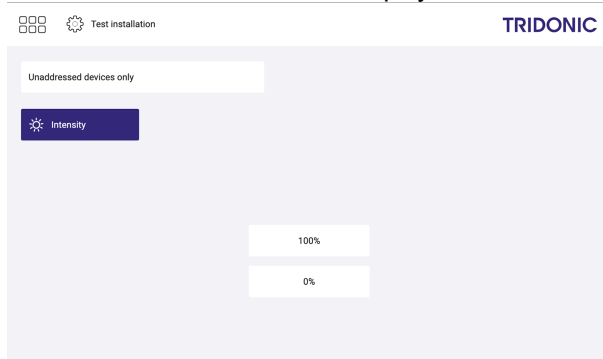 Test installation
TRIDONIC
Unaddressed devices only
Intensity
100%
0%